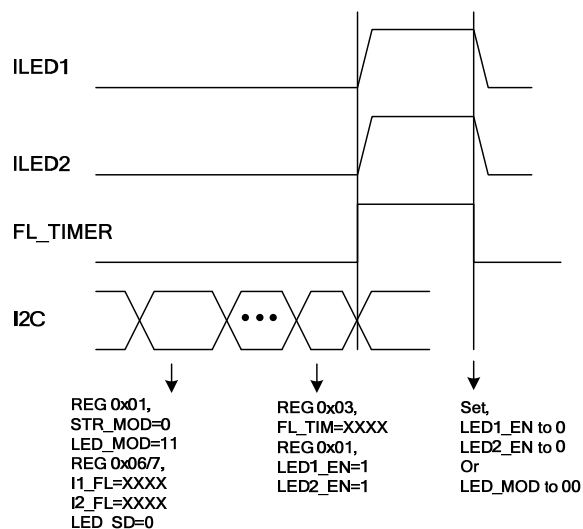 ILED1
ILED2
FL_TIMER
I2C
REG 0x01,
STR_MOD=0
LED_MOD=11
REG 0x06/7,
I1_FL=XXXX
I2_FL=XXXX
LED_SD=0
REG 0x03,
FL_TIM=XXXX
REG 0x01,
LED1_EN=1
LED2_EN=1
Set,
LED1_EN to 0
LED2_EN to 0
Or
LED_MOD to 00